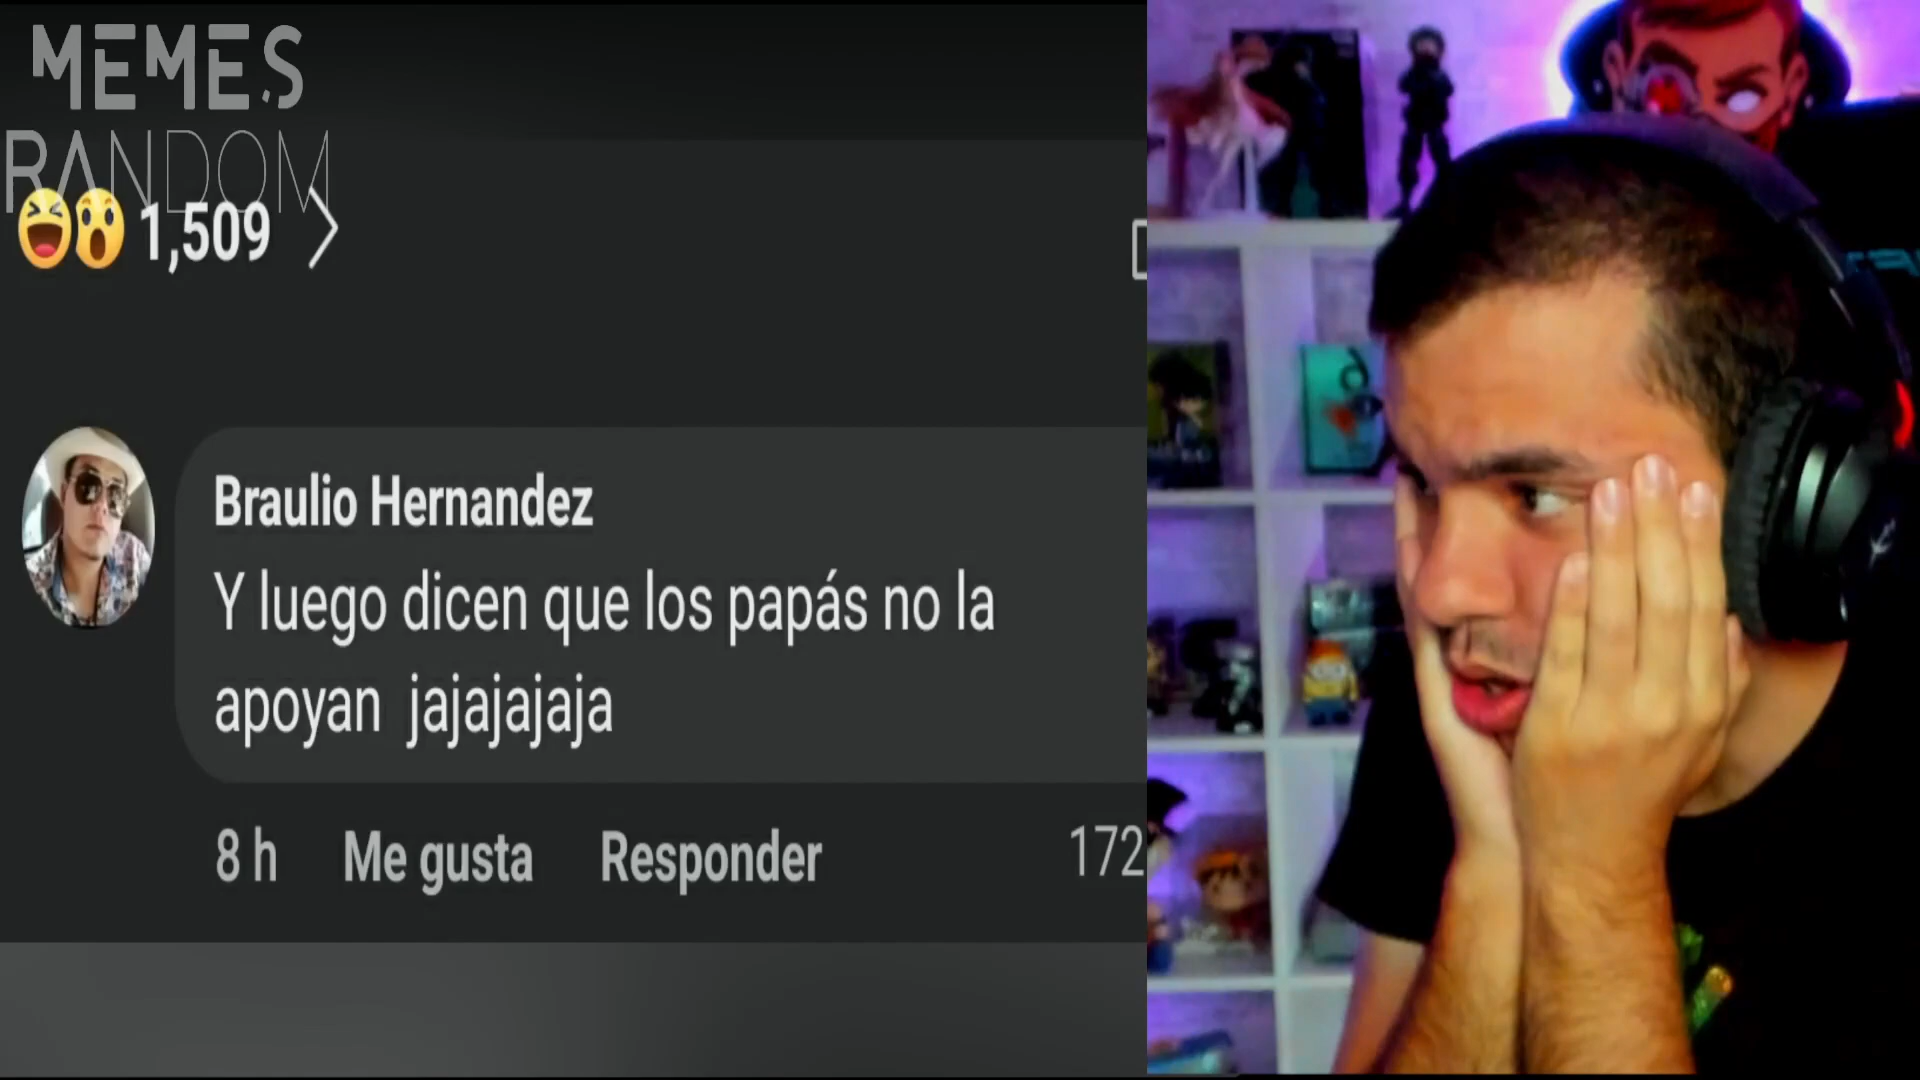 MEMES
RANDOM
1,509
Braulio Hernandez
Y luego dicen que los papás no la
apoyan jajajajaja
8 h Me gusta Responder 172